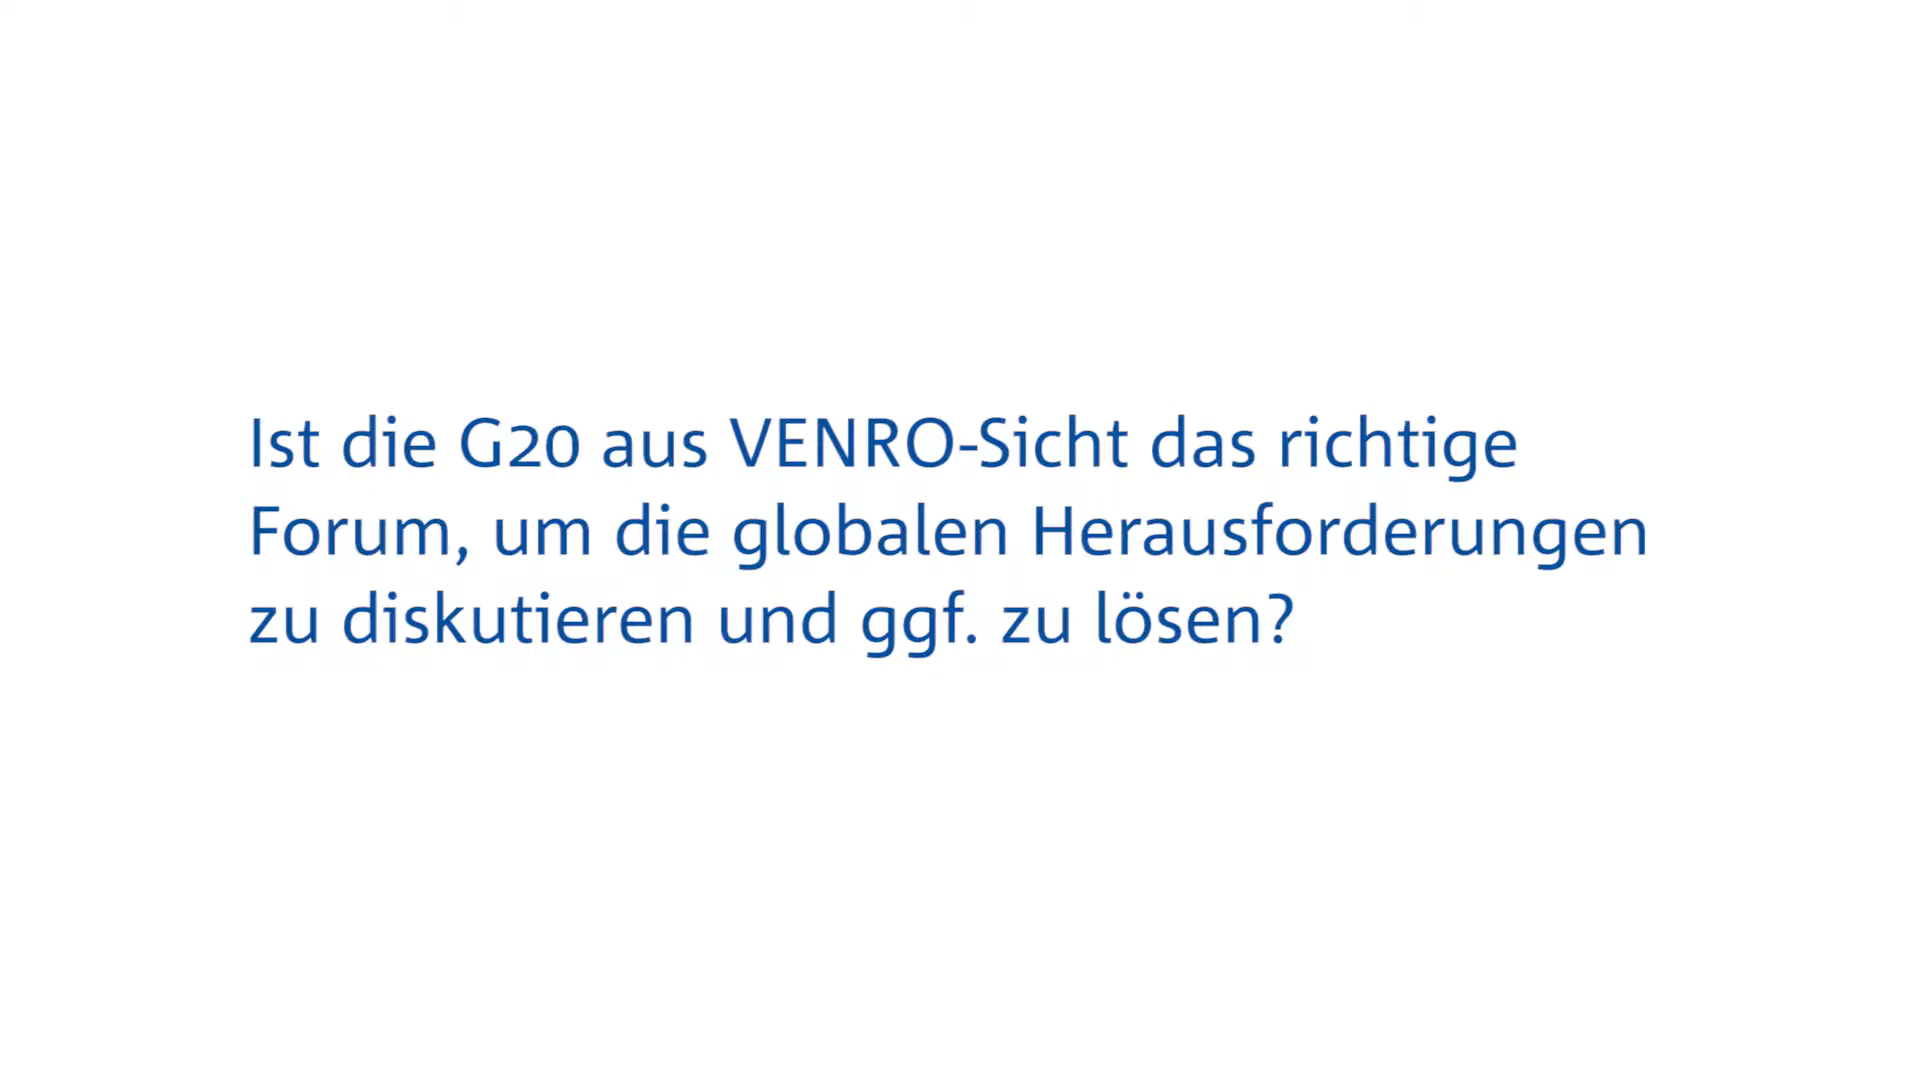 Ist die G20 aus VENRO-Sicht das richtige
Forum, um die globalen Herausforderungen
zu diskutieren und ggf. zu lösen?